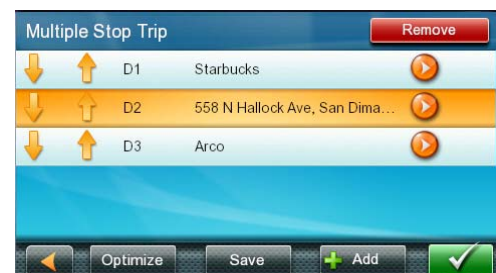 Multiple Stop Trip Remove
D1 Starbucks
D2 558 N Hallock Ave, San Dima...
D3 Arco
Optimize Save Add